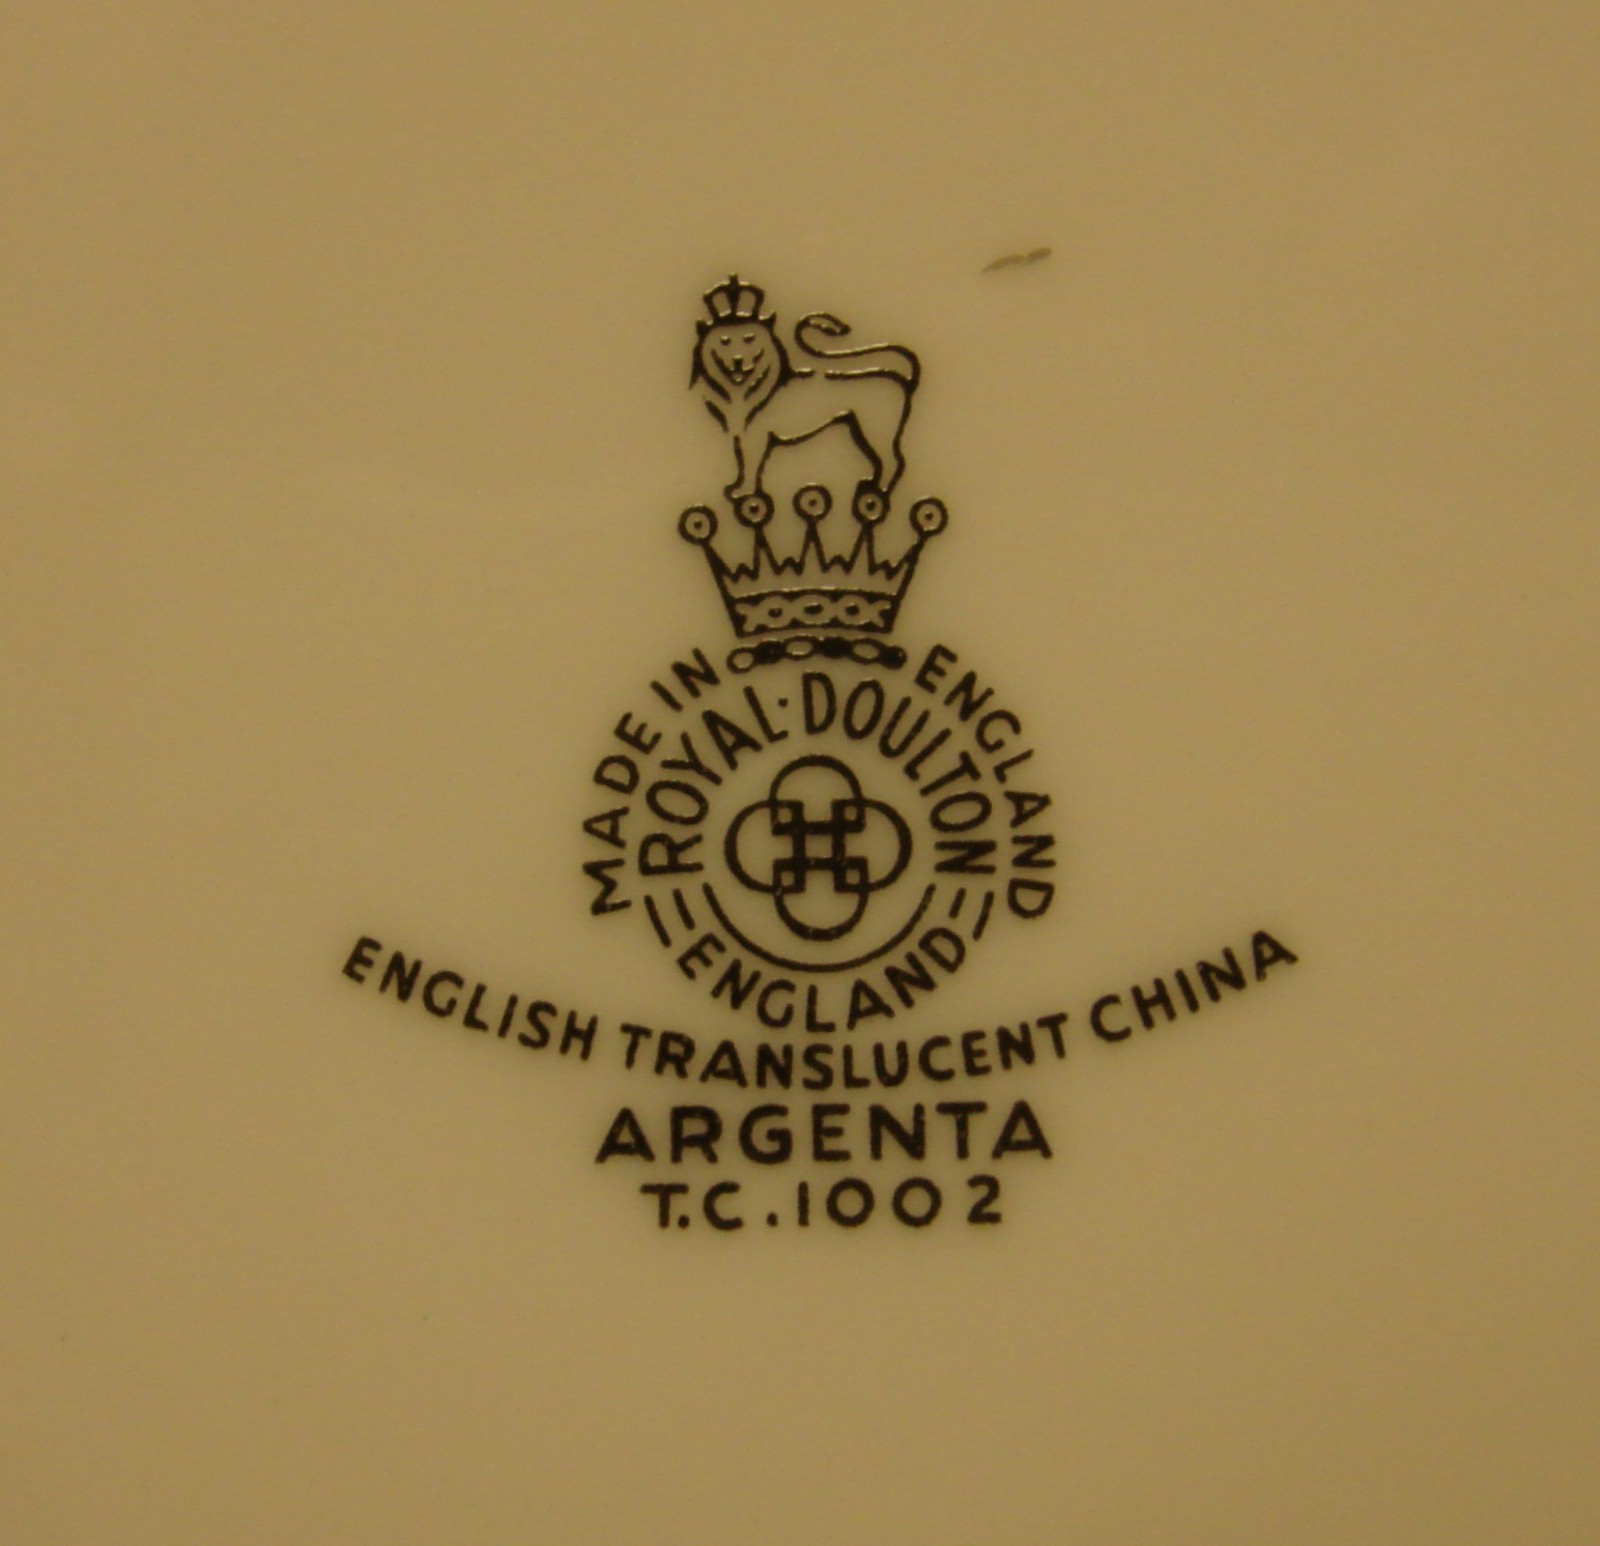 MADE IN ENGLAND
ROYAL·DOULTON
ENGLAND
ENGLISH TRANSLUCENT CHINA
ARGENTA
T.C.1002